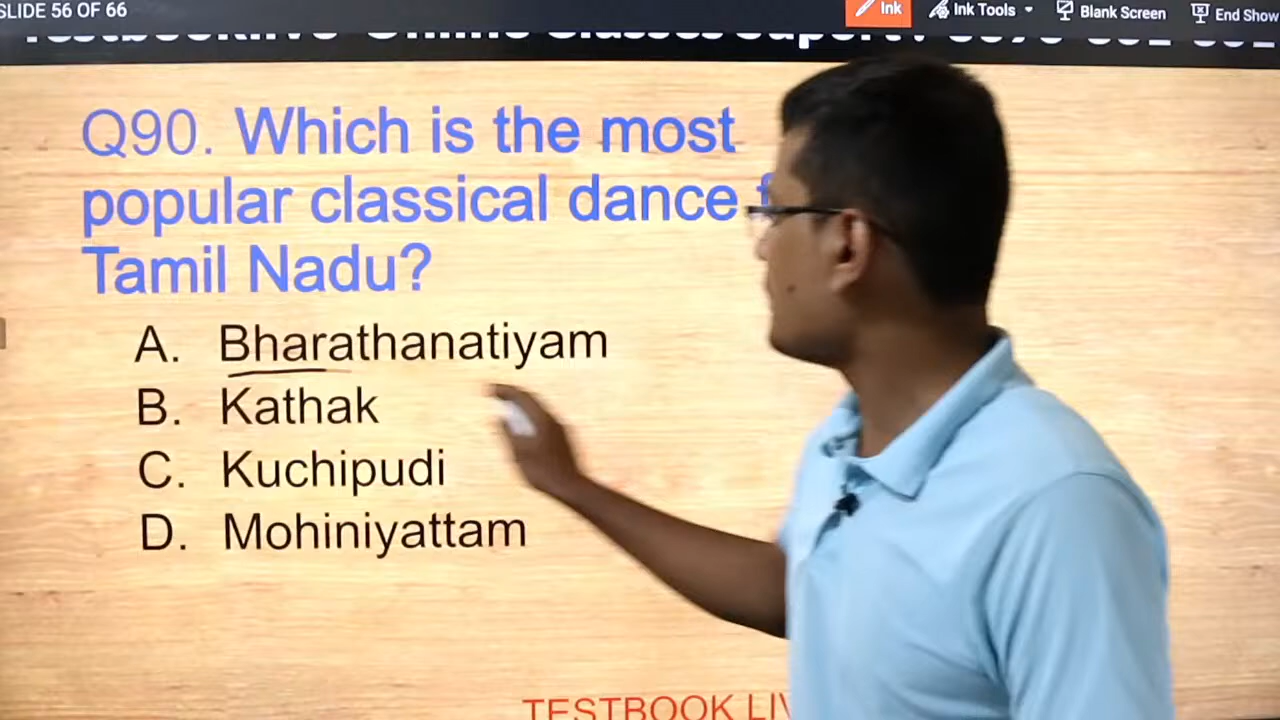 SLIDE 56 OF 66
Ink
Ink Tools
Blank Screen
End Show
Q90. Which is the most
popular classical dance
Tamil Nadu?
A. Bharathanatiyam
B. Kathak
C. Kuchipudi
D. Mohiniyattam
TESTBOOK